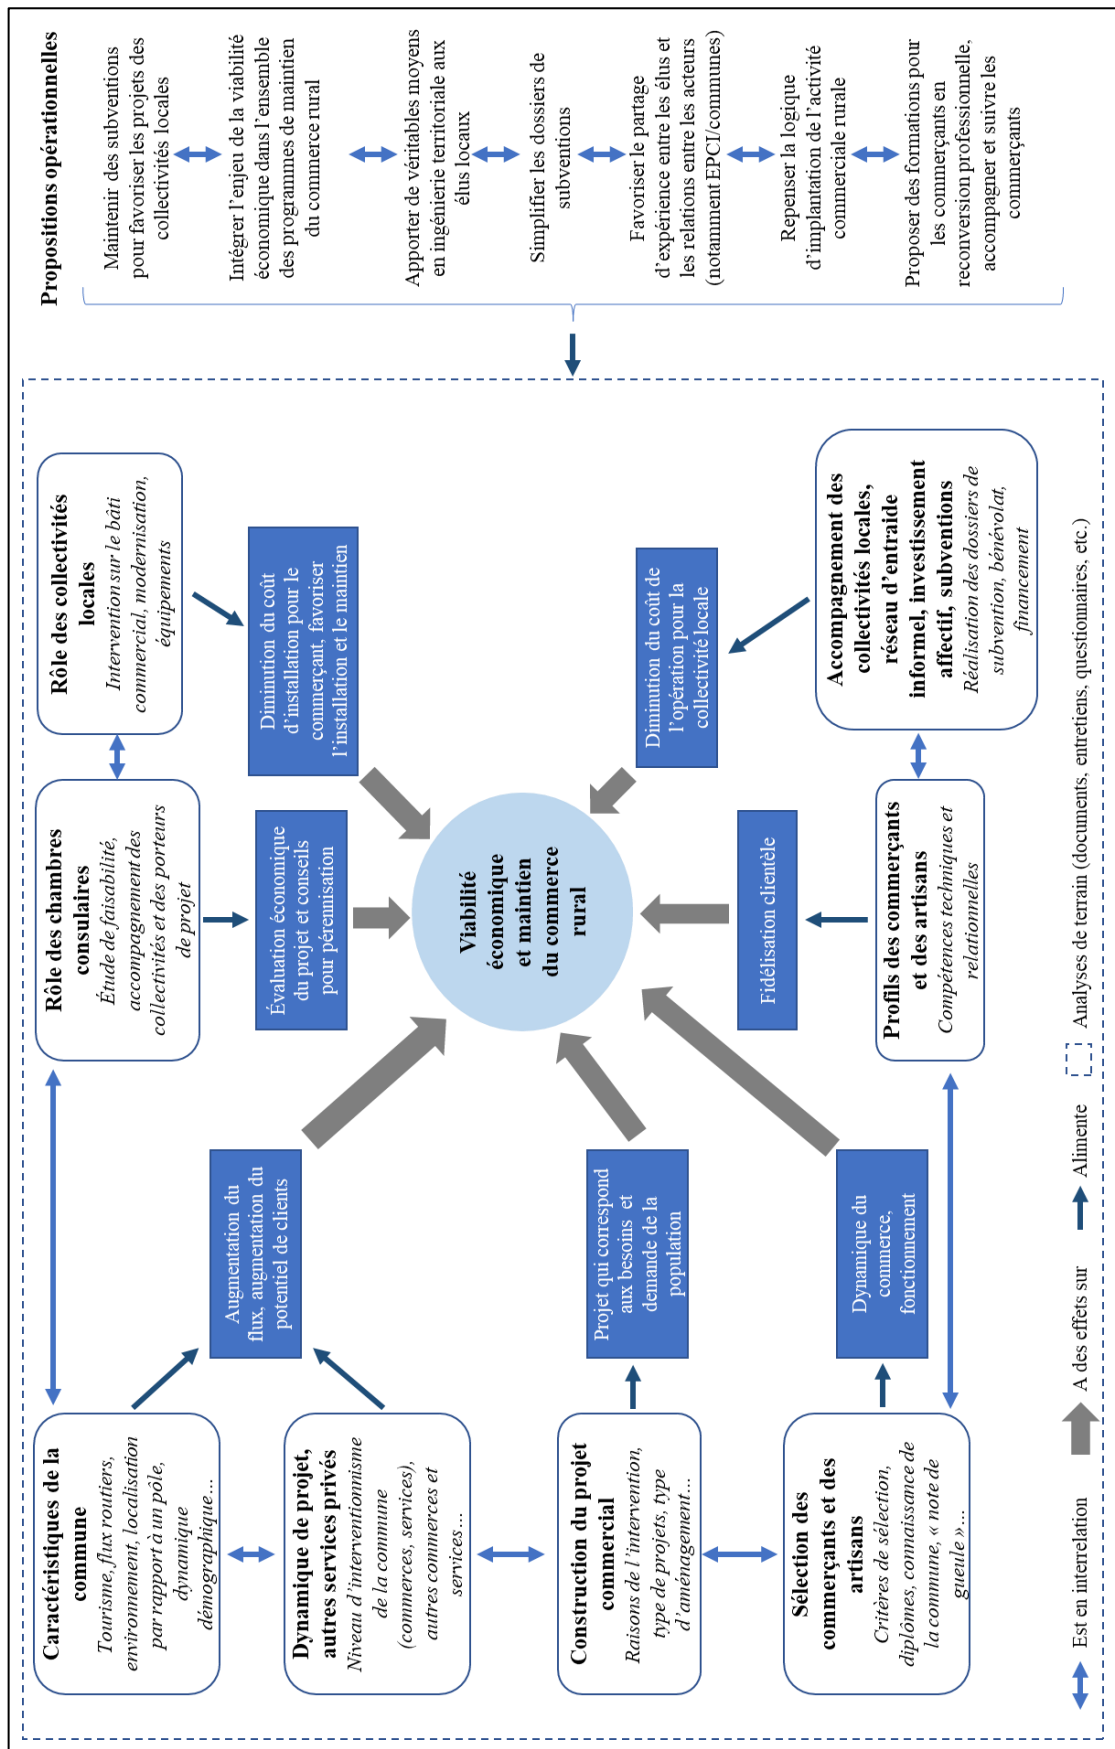 Caractéristiques de la
commune
Tourisme, flux routiers,
environnement, localisation
par rapport à un pôle,
dynamique
démographique…
Dynamique de projet,
autres services privés
Niveau d’interventionnisme
de la commune
(commerces, services),
autres commerces et
services…
Construction du projet
commercial
Raisons de l’intervention,
type de projets, type
d’aménagement…
Sélection des
commerçants et des
artisans
Critères de sélection,
diplômes, connaissance de
la commune, « note de
gueule »…
Augmentation du
flux, augmentation du
potentiel de clients
Projet qui correspond
aux besoins et
demande de la
population
Dynamique du
commerce,
fonctionnement
Rôle des chambres
consulaires
Étude de faisabilité,
accompagnement des
collectivités et des porteurs
de projet
Évaluation économique
du projet et conseils
pour pérennisation
Viabilité
économique
et maintien
du commerce
rural
Fidélisation clientèle
Profils des commerçants
et des artisans
Compétences techniques et
relationnelles
Rôle des collectivités
locales
Intervention sur le bâti
commercial, modernisation,
équipements
Diminution du coût
d’installation pour le
commerçant, favoriser
l’installation et le maintien
Diminution du coût de
l’opération pour la
collectivité locale
Accompagnement des
collectivités locales,
réseau d’entraide
informel, investissement
affectif, subventions
Réalisation des dossiers de
subvention, bénévolat,
financement
Propositions opérationnelles
Maintenir des subventions
pour favoriser les projets des
collectivités locales
Intégrer l’enjeu de la viabilité
économique dans l’ensemble
des programmes de maintien
du commerce rural
Apporter de véritables moyens
en ingénierie territoriale aux
élus locaux
Simplifier les dossiers de
subventions
Favoriser le partage
d’expérience entre les élus et
les relations entre les acteurs
(notamment EPCI/communes)
Repenser la logique
d’implantation de l’activité
commerciale rurale
Proposer des formations pour
les commerçants en
reconversion professionnelle,
accompagner et suivre les
commerçants
Est en interrelation
A des effets sur
Alimente
Analyses de terrain (documents, entretiens, questionnaires, etc.)